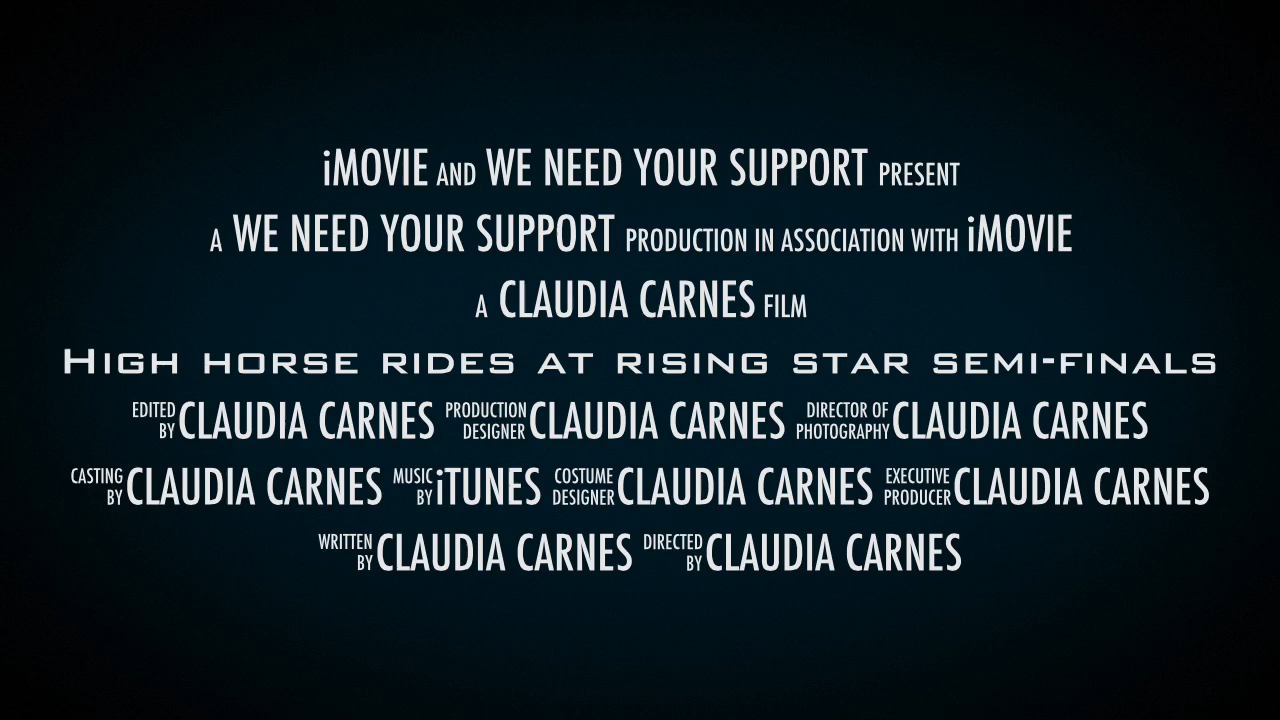 iMOVIE AND WE NEED YOUR SUPPORT PRESENT
A WE NEED YOUR SUPPORT PRODUCTION IN ASSOCIATION WITH iMOVIE
A CLAUDIA CARNES FILM
HIGH HORSE RIDES AT RISING STAR SEMI-FINALS
EDITED BY CLAUDIA CARNES PRODUCTION DESIGNER CLAUDIA CARNES DIRECTOR OF PHOTOGRAPHY CLAUDIA CARNES
CASTING BY CLAUDIA CARNES MUSIC BY iTUNES COSTUME DESIGNER CLAUDIA CARNES EXECUTIVE PRODUCER CLAUDIA CARNES
WRITTEN BY CLAUDIA CARNES DIRECTED BY CLAUDIA CARNES